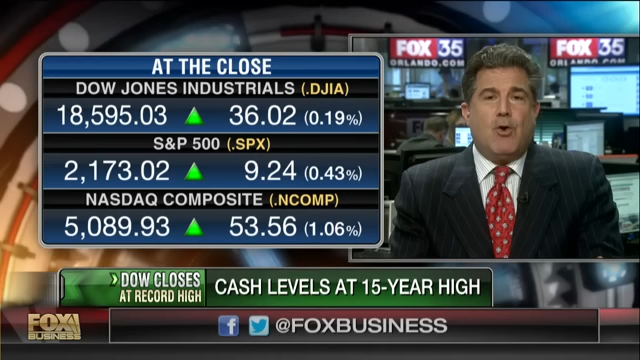 AT THE CLOSE
DOW JONES INDUSTRIALS (.DJIA)
18,595.03 ▲ 36.02 (0.19%)
S&P 500 (.SPX)
2,173.02 ▲ 9.24 (0.43%)
NASDAQ COMPOSITE (.NCOMP)
5,089.93 ▲ 53.56 (1.06%)
FOX 35
ORLANDO.COM
FOX 35
ORLANDO.COM
DOW CLOSES
AT RECORD HIGH
CASH LEVELS AT 15-YEAR HIGH
FOX
BUSINESS
f @FOXBUSINESS